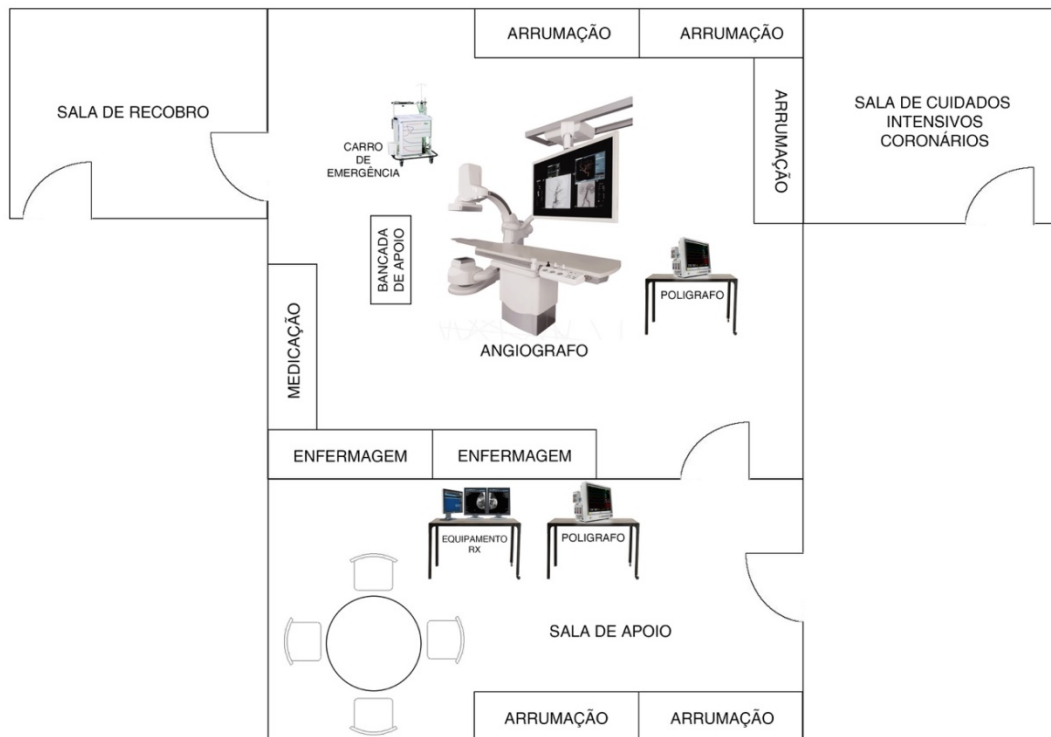 ARRUMAÇÃO
ARRUMAÇÃO
SALA DE RECOBRO
CARRO
DE
EMERGÊNCIA
ARRUMAÇÃO
SALA DE CUIDADOS
INTENSIVOS
CORONÁRIOS
BANCADA
DE APOIO
POLIGRAFO
MEDICAÇÃO
ANGIOGRAFO
ENFERMAGEM
ENFERMAGEM
EQUIPAMENTO
RX
POLIGRAFO
SALA DE APOIO
ARRUMAÇÃO
ARRUMAÇÃO